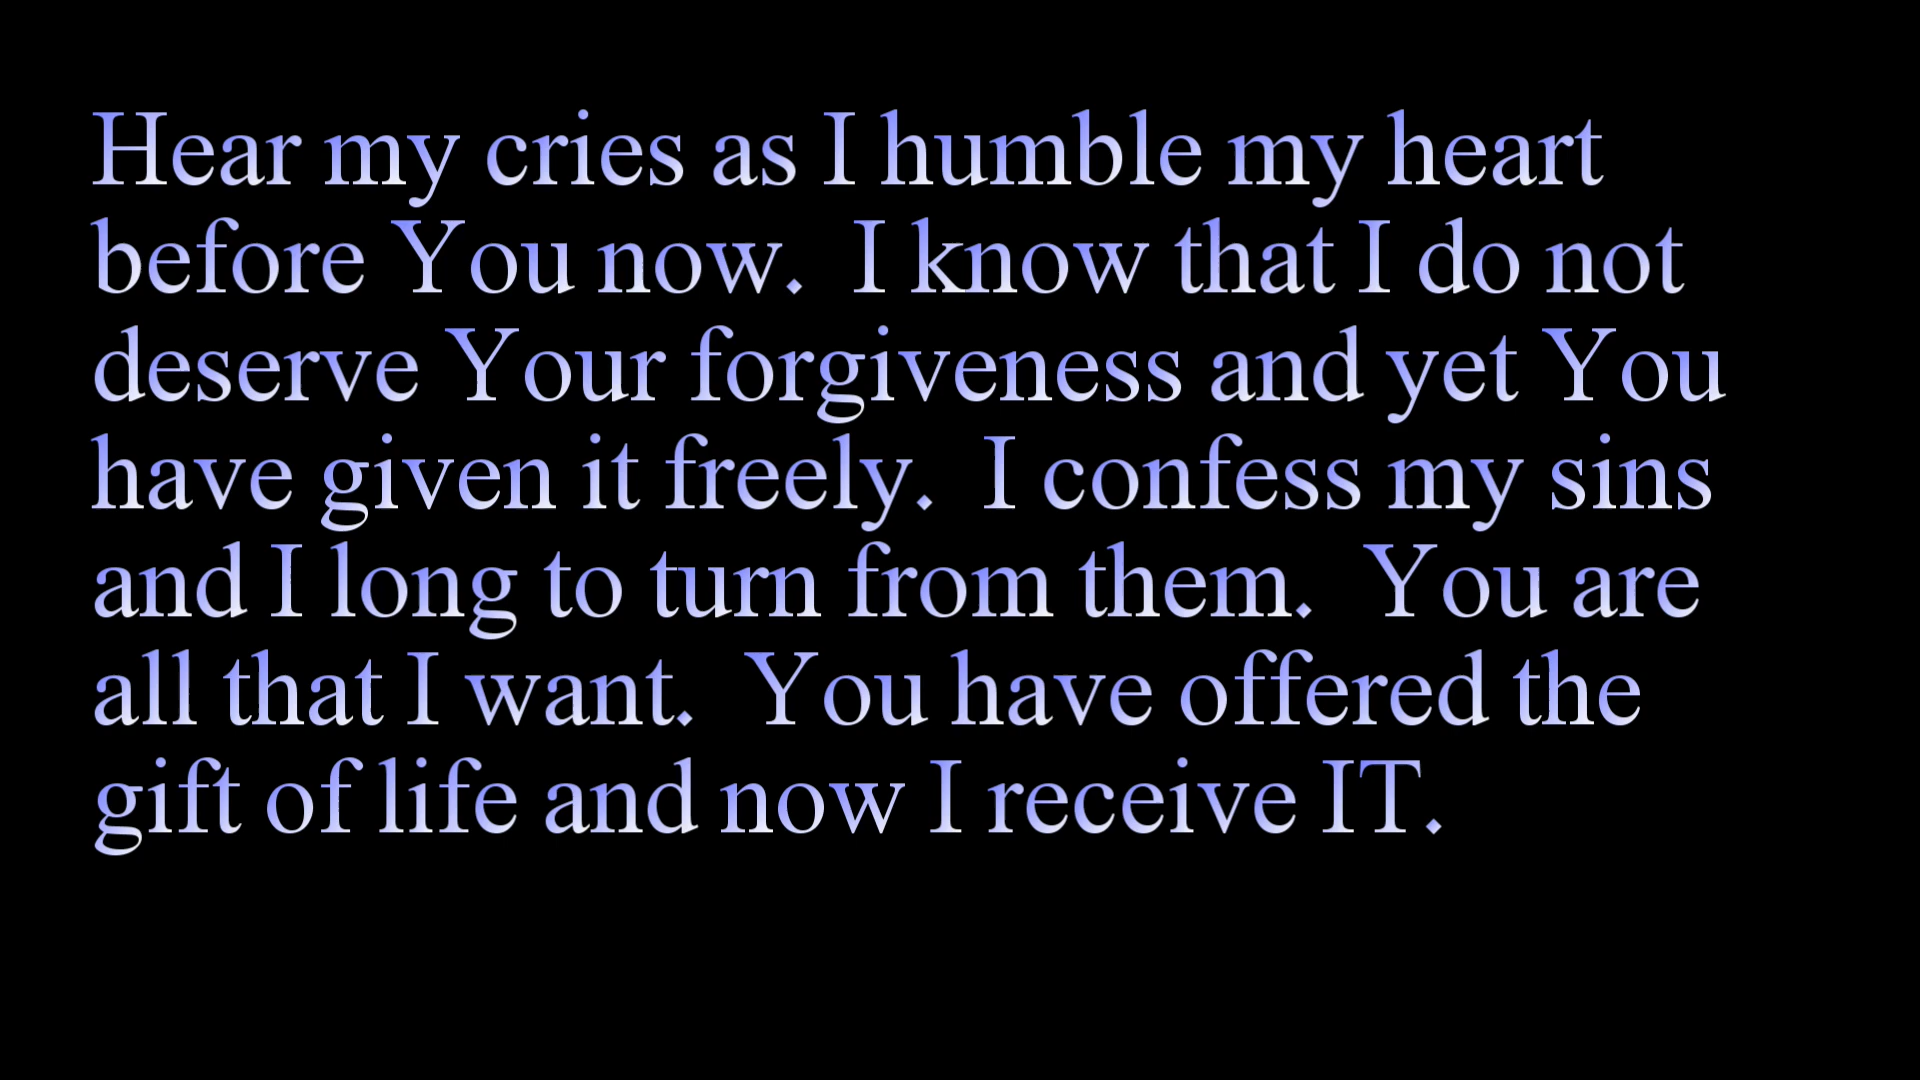 Hear my cries as I humble my heart
before You now.  I know that I do not
deserve Your forgiveness and yet You
have given it freely.  I confess my sins
and I long to turn from them.  You are
all that I want.  You have offered the
gift of life and now I receive IT.